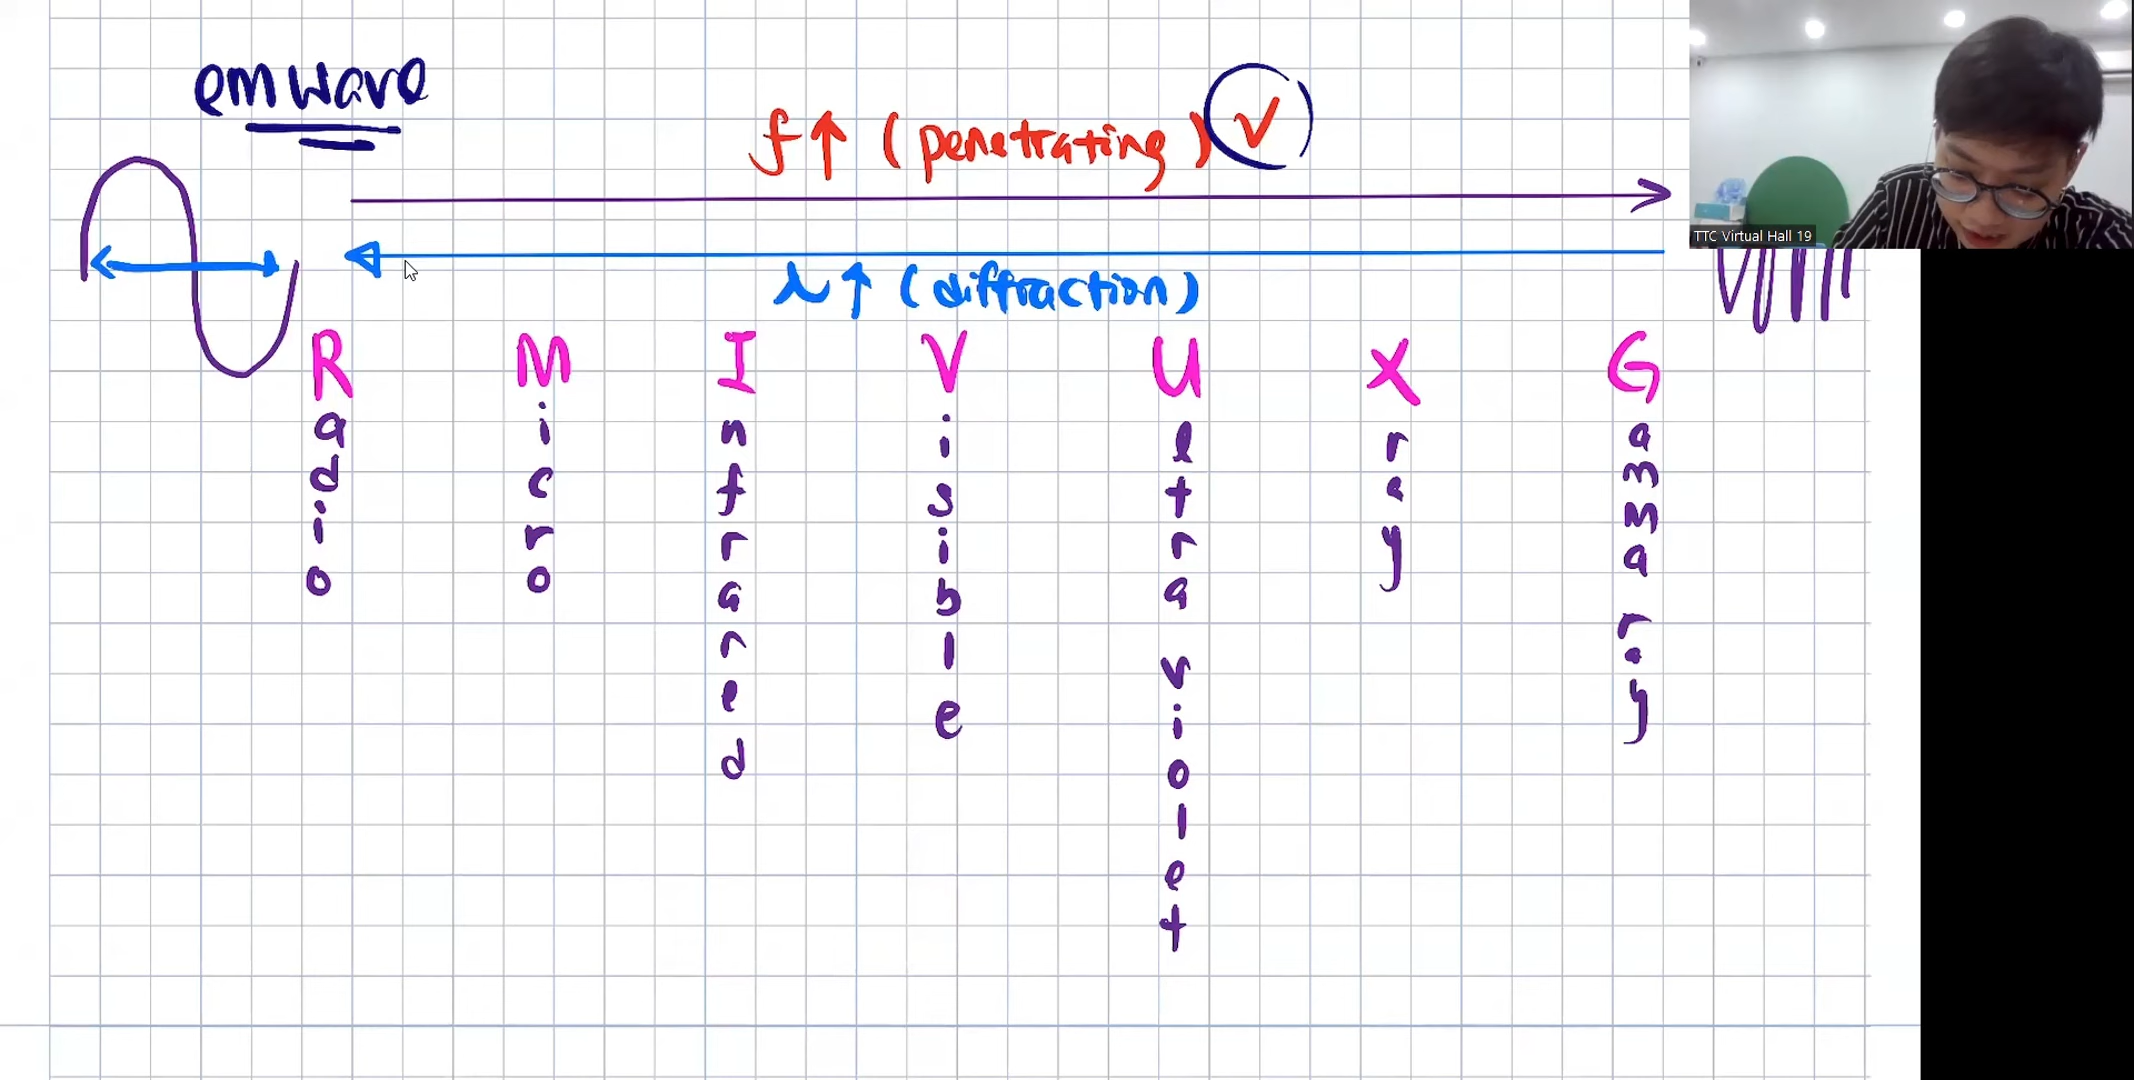 em wave
f↑ (penetrating) ✓
TTC Virtual Hall 19
λ↑ (diffraction)
Radio
Micro
Infrared
Visible
Ultra violet
X ray
Gamma ray